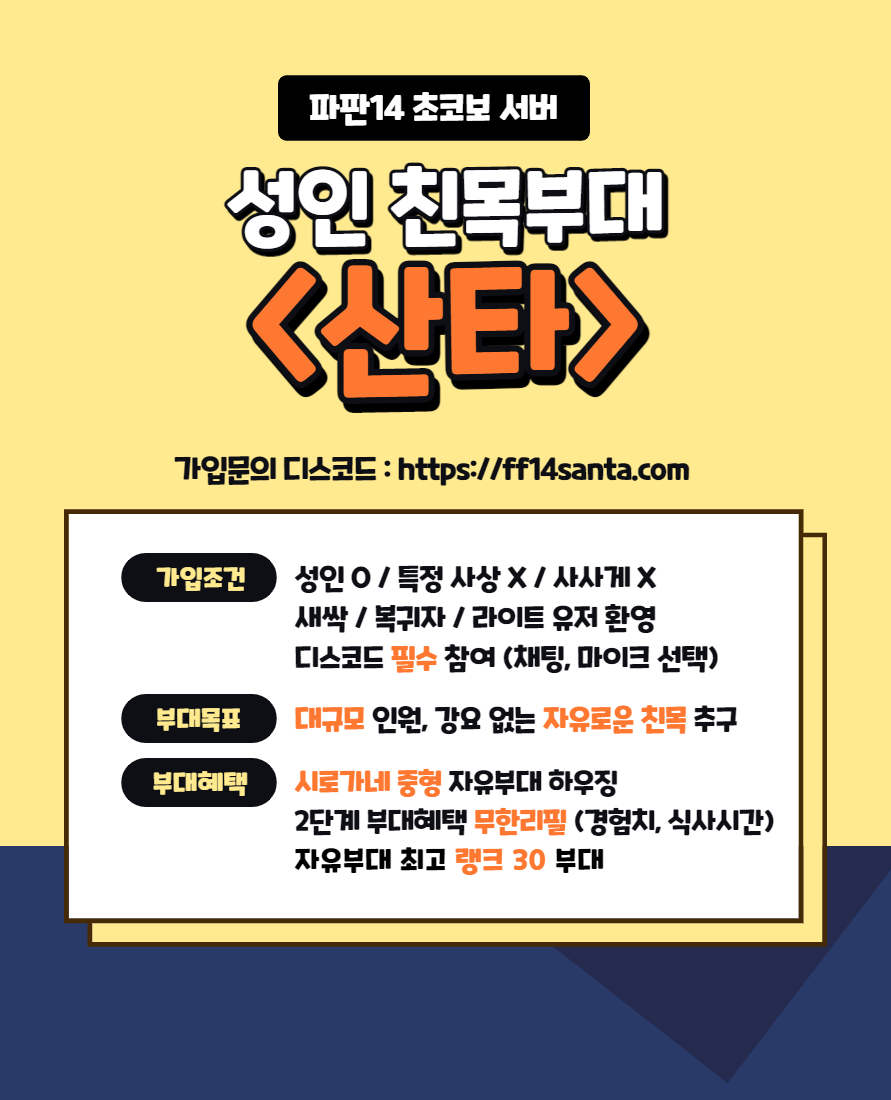 파판14 초코보 서버
성인 친목부대
<산타>
가입문의 디스코드 : https://ff14santa.com
가입조건 성인 O / 특정 사상 X / 사사게 X
새싹 / 복귀자 / 라이트 유저 환영
디스코드 필수 참여 (채팅, 마이크 선택)
부대목표 대규모 인원, 강요 없는 자유로운 친목 추구
부대혜택 시로가네 중형 자유부대 하우징
2단계 부대혜택 무한리필 (경험치, 식사시간)
자유부대 최고 랭크 30 부대